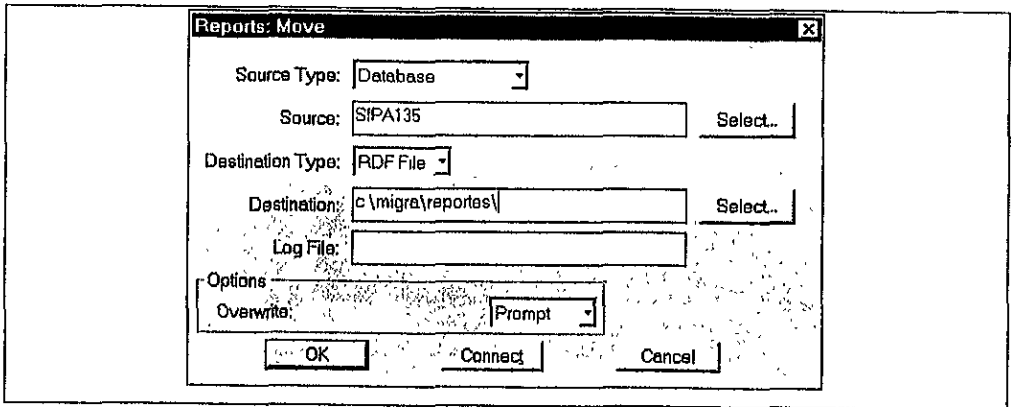 Reports: Move
Source Type: Database
Source: SIPA135 Select...
Destination Type: RDF File
Destination: c \migra\reportes\ Select...
Log File:
Options
Overwrite: Prompt
OK Connect Cancel